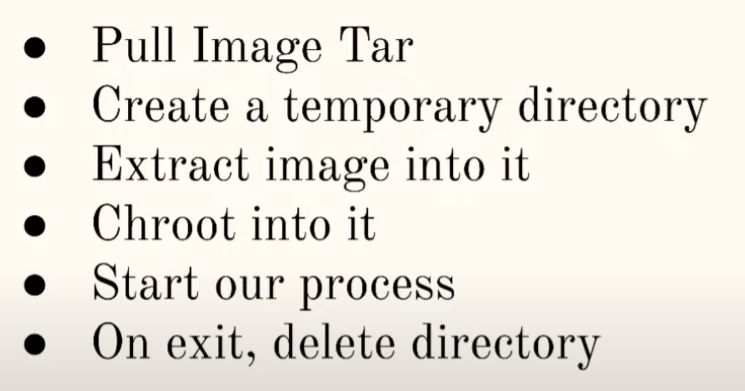 ● Pull Image Tar
● Create a temporary directory
● Extract image into it
● Chroot into it
● Start our process
● On exit, delete directory